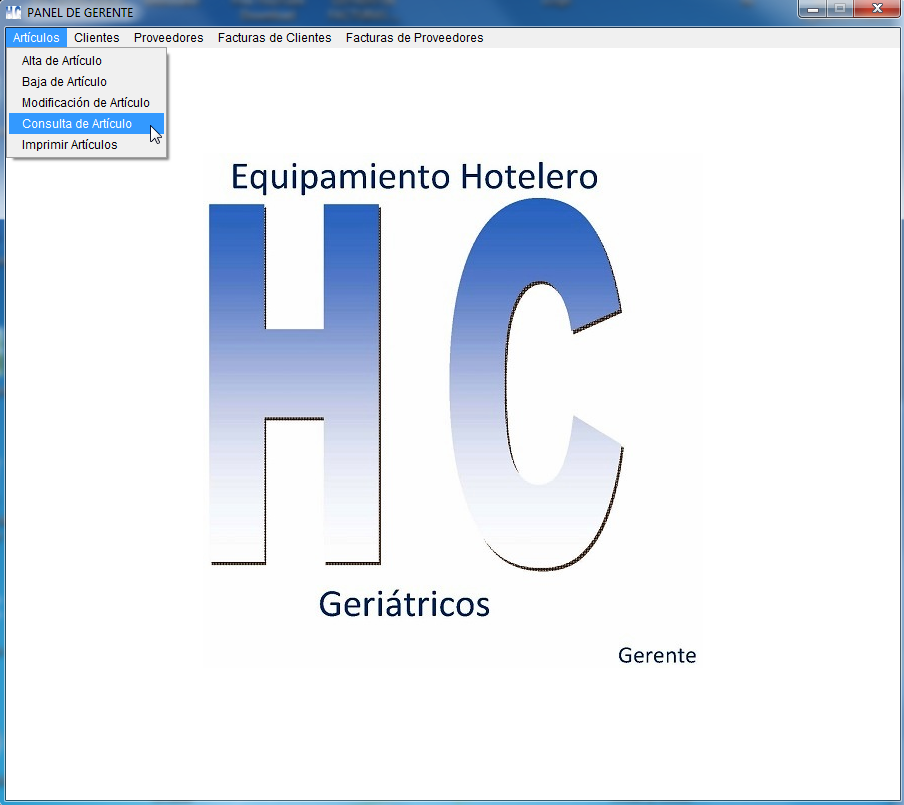 PANEL DE GERENTE
Artículos Clientes Proveedores Facturas de Clientes Facturas de Proveedores
Alta de Artículo
Baja de Artículo
Modificación de Artículo
Consulta de Artículo
Imprimir Artículos
Equipamiento Hotelero
HC
Geriátricos
Gerente